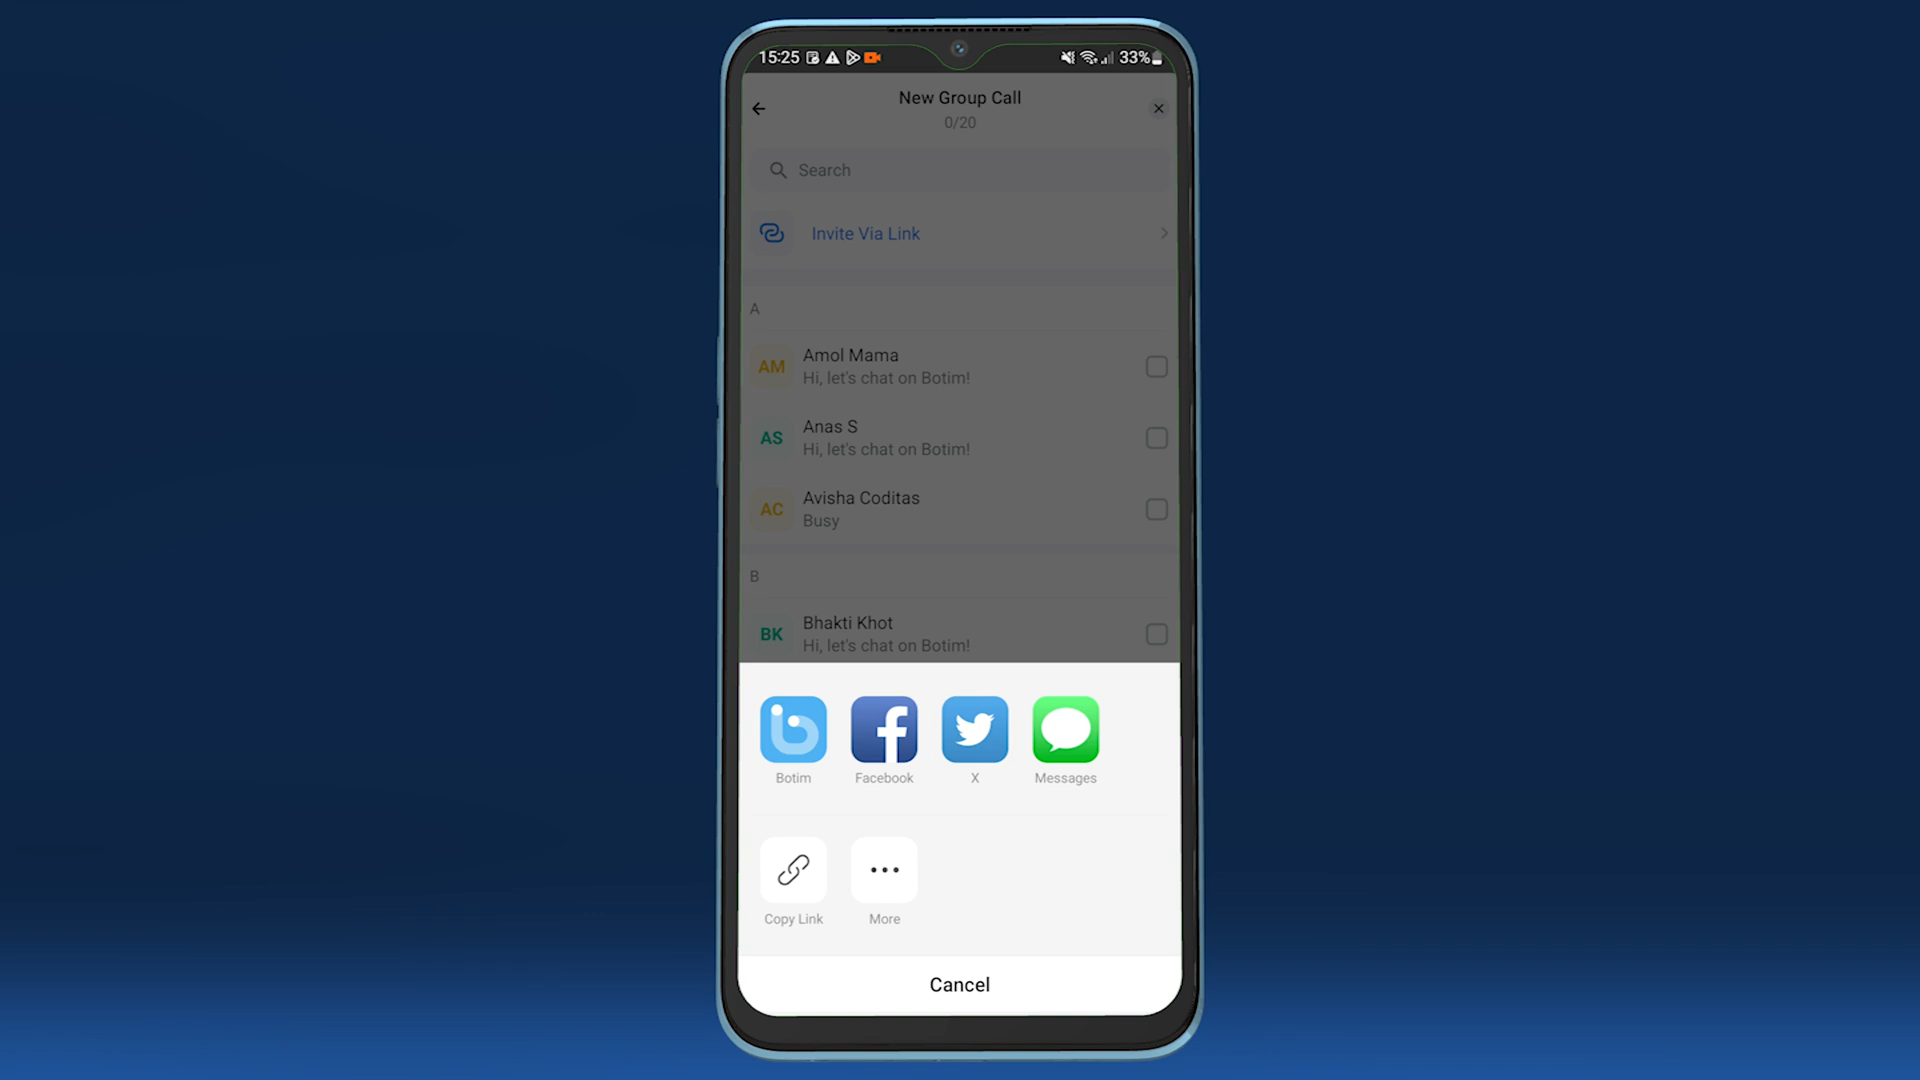 15:25
33%
New Group Call
0/20
Search
Invite Via Link
A
AM
Amol Mama
Hi, let's chat on Botim!
AS
Anas S
Hi, let's chat on Botim!
AC
Avisha Coditas
Busy
B
BK
Bhakti Khot
Hi, let's chat on Botim!
Botim
Facebook
X
Messages
Copy Link
More
Cancel